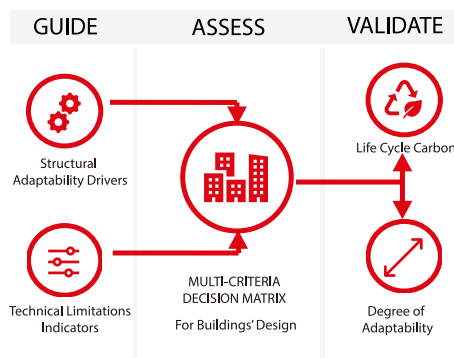 GUIDE
ASSESS
VALIDATE
Structural
Adaptability Drivers
Technical Limitations
Indicators
MULTI-CRITERIA
DECISION MATRIX
For Buildings' Design
Life Cycle Carbon
Degree of
Adaptability